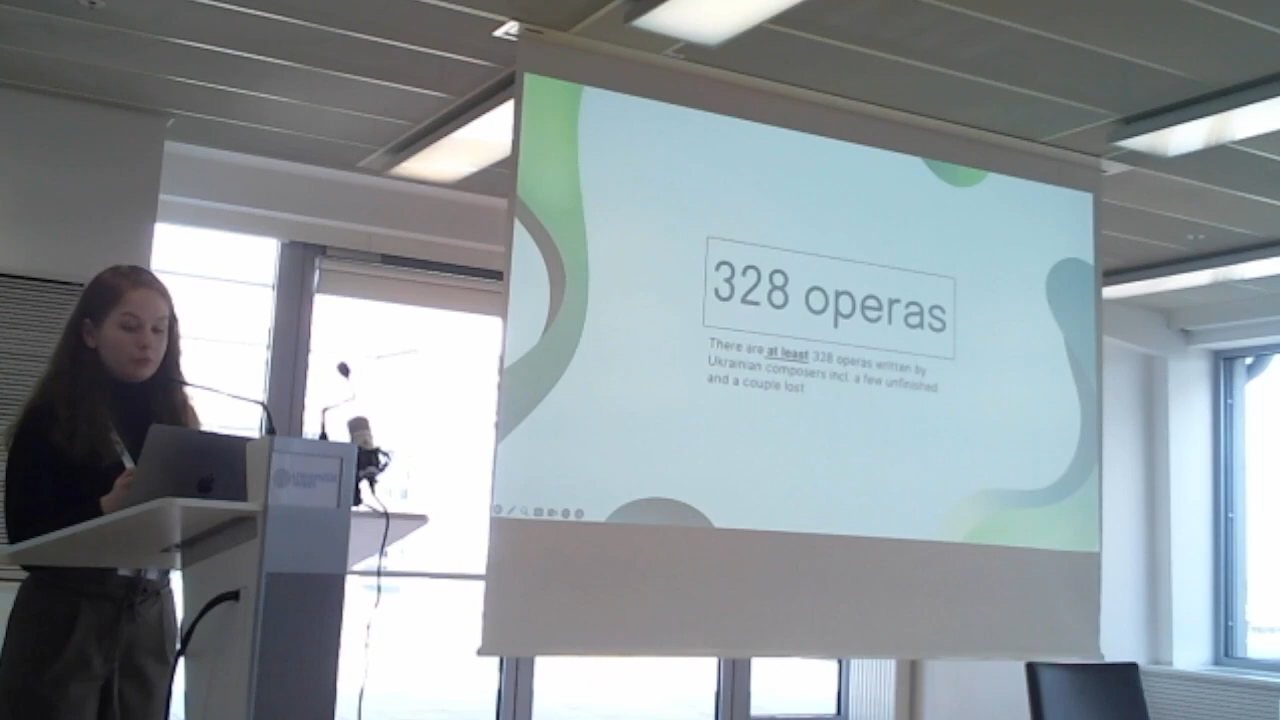 328 operas
There are at least 328 operas written by
Ukrainian composers incl. a few unfinished
and a couple lost